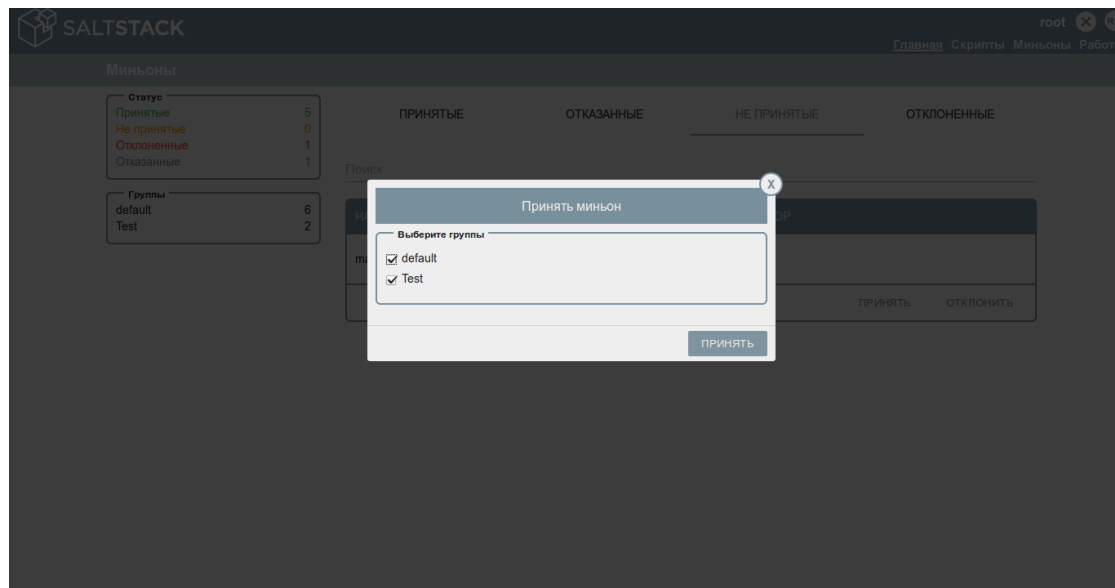 SALTSTACK
root
Главная Скрипты Миньоны
Миньоны
Статус
Принятые 5
Не принятые 0
Отклоненные 1
Отказанные 1
Группы
default 6
Test 2
ПРИНЯТЫЕ ОТКАЗАННЫЕ НЕ ПРИНЯТЫЕ ОТКЛОНЕННЫЕ
Поиск
X
Принять миньон
Выберите группы
default
Test
ПРИНЯТЬ ОТКЛОНИТЬ
ПРИНЯТЬ